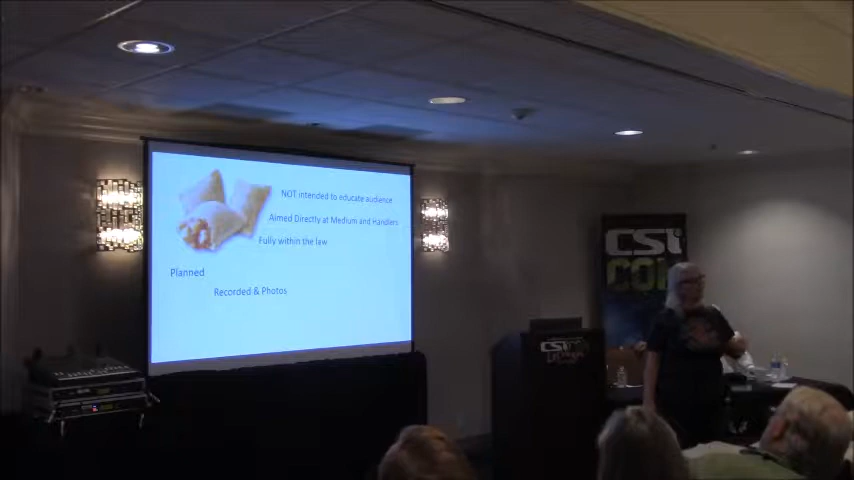 NOT intended to educate audience
Aimed Directly at Medium and Handlers
Fully within the law
Planned
Recorded & Photos
CSI
CON
CSI